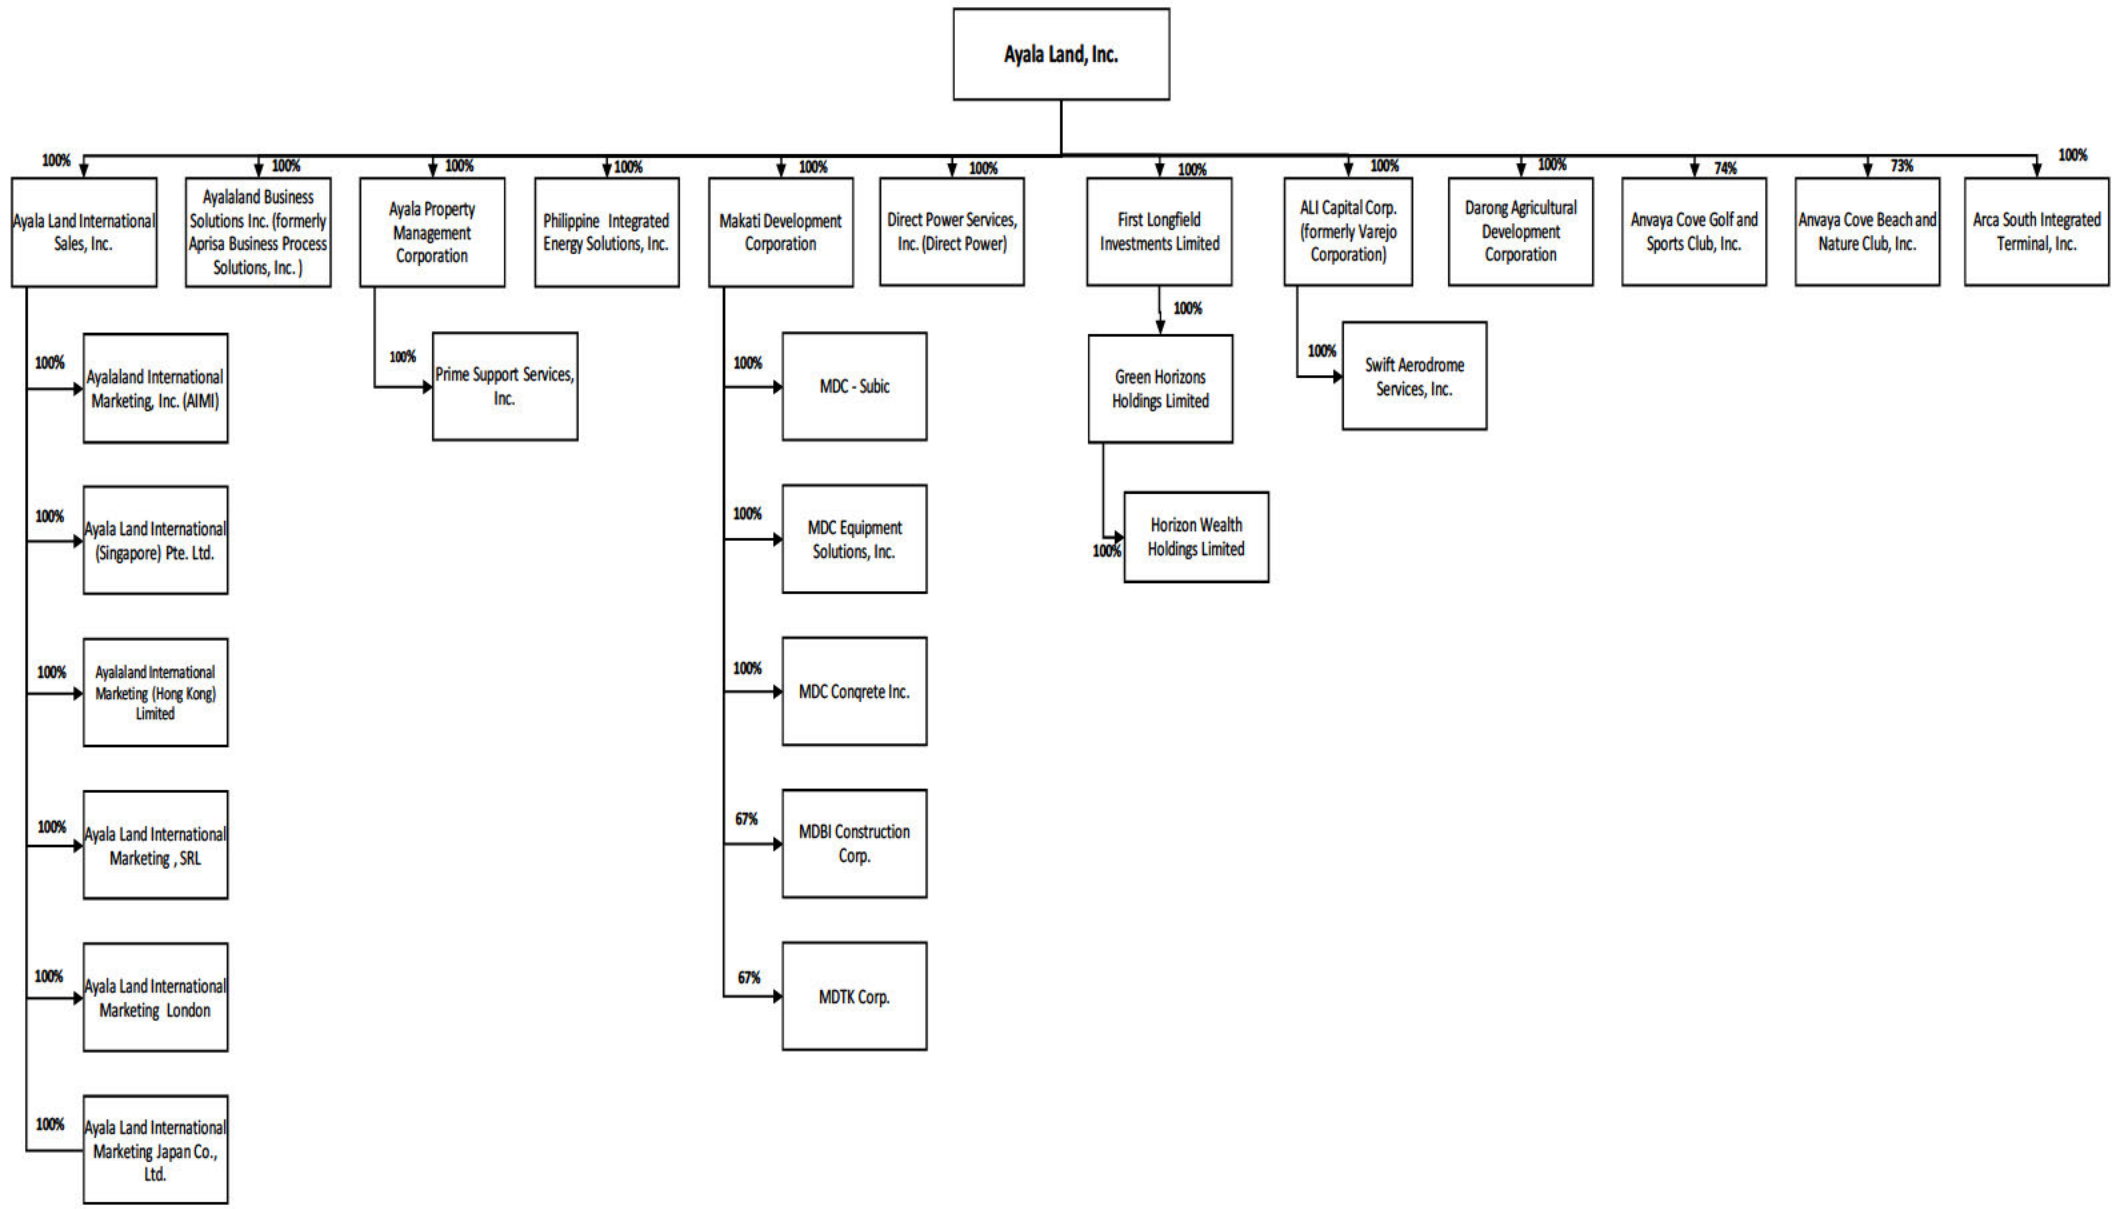 Ayala Land, Inc.
100%
100%
100%
100%
100%
100%
100%
100%
100%
74%
73%
100%
Ayala Land International
Sales, Inc.
Ayalaland Business
Solutions Inc. (formerly
Aprisa Business Process
Solutions, Inc. )
Ayala Property
Management
Corporation
Philippine Integrated
Energy Solutions, Inc.
Makati Development
Corporation
Direct Power Services,
Inc. (Direct Power)
First Longfield
Investments Limited
ALI Capital Corp.
(formerly Varejo
Corporation)
Darong Agricultural
Development
Corporation
Anvaya Cove Golf and
Sports Club, Inc.
Anvaya Cove Beach and
Nature Club, Inc.
Arca South Integrated
Terminal, Inc.
100%
Ayalaland International
Marketing, Inc. (AIMI)
100%
Prime Support Services,
Inc.
100%
MDC - Subic
100%
Green Horizons
Holdings Limited
100%
Swift Aerodrome
Services, Inc.
100%
Ayala Land International
(Singapore) Pte. Ltd.
100%
MDC Equipment
Solutions, Inc.
100%
Horizon Wealth
Holdings Limited
100%
Ayalaland International
Marketing (Hong Kong)
Limited
100%
MDC Conqrete Inc.
100%
Ayala Land International
Marketing , SRL
67%
MDBI Construction
Corp.
100%
Ayala Land International
Marketing London
67%
MDTK Corp.
100%
Ayala Land International
Marketing Japan Co.,
Ltd.